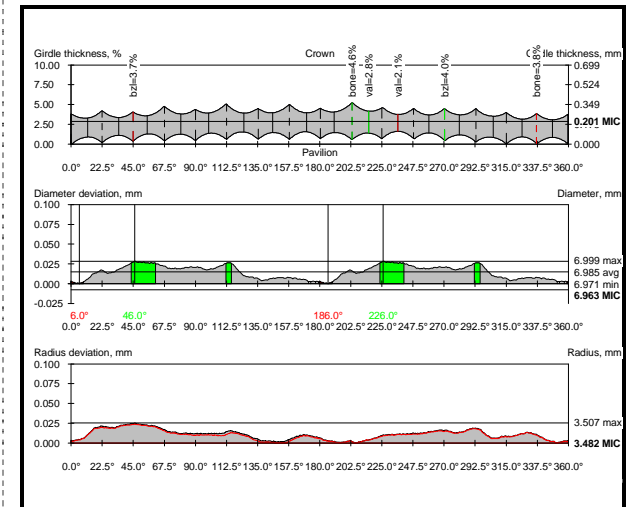 Girdle thickness, % Crown dle thickness, mm
bzl=3.7% bone=4.6% val=2.8% val=2.1% bzl=4.0% bone=3.8%
10.00 0.699
7.50 0.524
5.00 0.349
2.50 0.201 MIC
0.00 0.000
Pavilion
0.0° 22.5° 45.0° 67.5° 90.0° 112.5° 135.0° 157.5° 180.0° 202.5° 225.0° 247.5° 270.0° 292.5° 315.0° 337.5° 360.0°
Diameter deviation, mm Diameter, mm
0.100
0.075
0.050
0.025 6.999 max
6.985 avg
0.000 6.971 min
6.963 MIC
-0.025
6.0° 46.0° 186.0° 226.0°
0.0° 22.5° 45.0° 67.5° 90.0° 112.5° 135.0° 157.5° 180.0° 202.5° 225.0° 247.5° 270.0° 292.5° 315.0° 337.5° 360.0°
Radius deviation, mm Radius, mm
0.100
0.075
0.050
0.025 3.507 max
0.000 3.482 MIC
0.0° 22.5° 45.0° 67.5° 90.0° 112.5° 135.0° 157.5° 180.0° 202.5° 225.0° 247.5° 270.0° 292.5° 315.0° 337.5° 360.0°